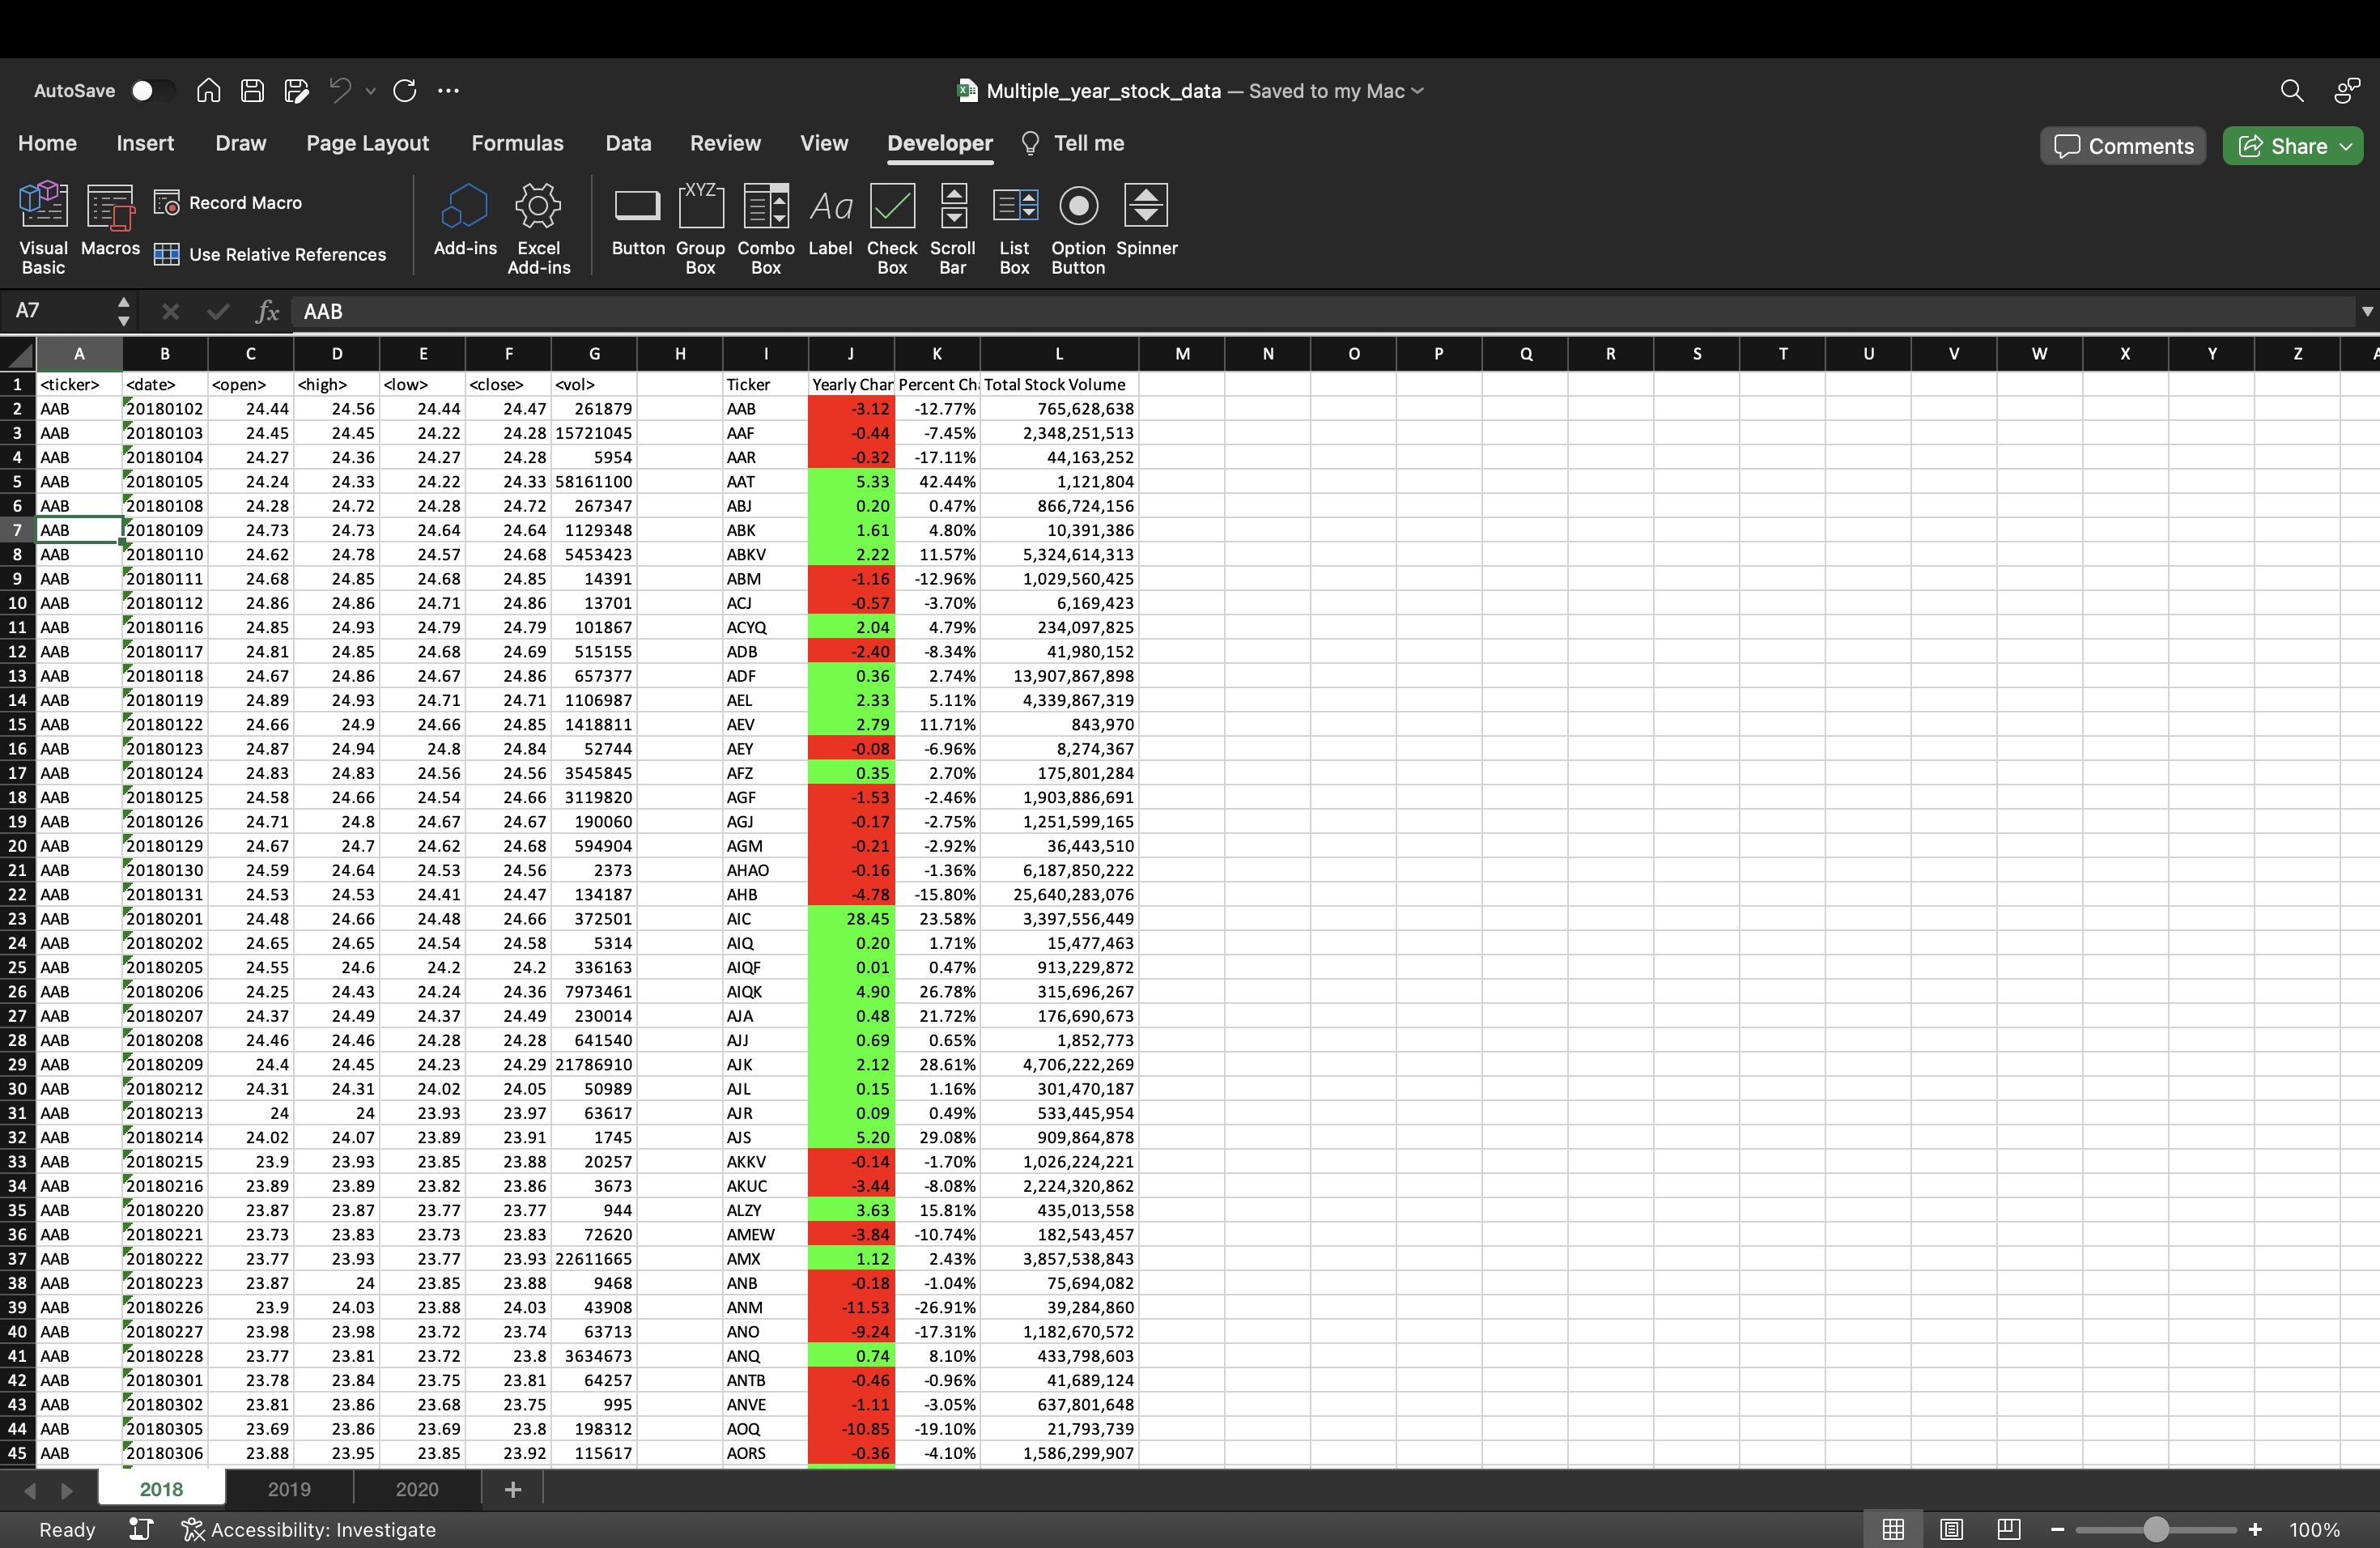 AutoSave
Multiple_year_stock_data — Saved to my Mac
Home Insert Draw Page Layout Formulas Data Review View Developer Tell me Comments Share
Visual Basic Macros Record Macro Use Relative References Add-ins Excel Add-ins Button Group Box Combo Box Label Check Box Scroll Bar List Box Option Button Spinner
XYZ Aa
A7 fx AAB
A B C D E F G H I J K L M N O P Q R S T U V W X Y Z
1 <ticker> <date> <open> <high> <low> <close> <vol> Ticker Yearly Char Percent Ch Total Stock Volume
2 AAB 20180102 24.44 24.56 24.44 24.47 261879 AAB -3.12 -12.77% 765,628,638
3 AAB 20180103 24.45 24.45 24.22 24.28 15721045 AAF -0.44 -7.45% 2,348,251,513
4 AAB 20180104 24.27 24.36 24.27 24.28 5954 AAR -0.32 -17.11% 44,163,252
5 AAB 20180105 24.24 24.33 24.22 24.33 58161100 AAT 5.33 42.44% 1,121,804
6 AAB 20180108 24.28 24.72 24.28 24.72 267347 ABJ 0.20 0.47% 866,724,156
7 AAB 20180109 24.73 24.73 24.64 24.64 1129348 ABK 1.61 4.80% 10,391,386
8 AAB 20180110 24.62 24.78 24.57 24.68 5453423 ABKV 2.22 11.57% 5,324,614,313
9 AAB 20180111 24.68 24.85 24.68 24.85 14391 ABM -1.16 -12.96% 1,029,560,425
10 AAB 20180112 24.86 24.86 24.71 24.86 13701 ACJ -0.57 -3.70% 6,169,423
11 AAB 20180116 24.85 24.93 24.79 24.79 101867 ACYQ 2.04 4.79% 234,097,825
12 AAB 20180117 24.81 24.85 24.68 24.69 515155 ADB -2.40 -8.34% 41,980,152
13 AAB 20180118 24.67 24.86 24.67 24.86 657377 ADF 0.36 2.74% 13,907,867,898
14 AAB 20180119 24.89 24.93 24.71 24.71 1106987 AEL 2.33 5.11% 4,339,867,319
15 AAB 20180122 24.66 24.9 24.66 24.85 1418811 AEV 2.79 11.71% 843,970
16 AAB 20180123 24.87 24.94 24.8 24.84 52744 AEY -0.08 -6.96% 8,274,367
17 AAB 20180124 24.83 24.83 24.56 24.56 3545845 AFZ 0.35 2.70% 175,801,284
18 AAB 20180125 24.58 24.66 24.54 24.66 3119820 AGF -1.53 -2.46% 1,903,886,691
19 AAB 20180126 24.71 24.8 24.67 24.67 190060 AGJ -0.17 -2.75% 1,251,599,165
20 AAB 20180129 24.67 24.7 24.62 24.68 594904 AGM -0.21 -2.92% 36,443,510
21 AAB 20180130 24.59 24.64 24.53 24.56 2373 AHAO -0.16 -1.36% 6,187,850,222
22 AAB 20180131 24.53 24.53 24.41 24.47 134187 AHB -4.78 -15.80% 25,640,283,076
23 AAB 20180201 24.48 24.66 24.48 24.66 372501 AIC 28.45 23.58% 3,397,556,449
24 AAB 20180202 24.65 24.65 24.54 24.58 5314 AIQ 0.20 1.71% 15,477,463
25 AAB 20180205 24.55 24.6 24.2 24.2 336163 AIQF 0.01 0.47% 913,229,872
26 AAB 20180206 24.25 24.43 24.24 24.36 7973461 AIQK 4.90 26.78% 315,696,267
27 AAB 20180207 24.37 24.49 24.37 24.49 230014 AJA 0.48 21.72% 176,690,673
28 AAB 20180208 24.46 24.46 24.28 24.28 641540 AJJ 0.69 0.65% 1,852,773
29 AAB 20180209 24.4 24.45 24.23 24.29 21786910 AJK 2.12 28.61% 4,706,222,269
30 AAB 20180212 24.31 24.31 24.02 24.05 50989 AJL 0.15 1.16% 301,470,187
31 AAB 20180213 24 24 23.93 23.97 63617 AJR 0.09 0.49% 533,445,954
32 AAB 20180214 24.02 24.07 23.89 23.91 1745 AJS 5.20 29.08% 909,864,878
33 AAB 20180215 23.9 23.93 23.85 23.88 20257 AKKV -0.14 -1.70% 1,026,224,221
34 AAB 20180216 23.89 23.89 23.82 23.86 3673 AKUC -3.44 -8.08% 2,224,320,862
35 AAB 20180220 23.87 23.87 23.77 23.77 944 ALZY 3.63 15.81% 435,013,558
36 AAB 20180221 23.73 23.83 23.73 23.83 72620 AMEW -3.84 -10.74% 182,543,457
37 AAB 20180222 23.77 23.93 23.77 23.93 22611665 AMX 1.12 2.43% 3,857,538,843
38 AAB 20180223 23.87 24 23.85 23.88 9468 ANB -0.18 -1.04% 75,694,082
39 AAB 20180226 23.9 24.03 23.88 24.03 43908 ANM -11.53 -26.91% 39,284,860
40 AAB 20180227 23.98 23.98 23.72 23.74 63713 ANO -9.24 -17.31% 1,182,670,572
41 AAB 20180228 23.77 23.81 23.72 23.8 3634673 ANQ 0.74 8.10% 433,798,603
42 AAB 20180301 23.78 23.84 23.75 23.81 64257 ANTB -0.46 -0.96% 41,689,124
43 AAB 20180302 23.81 23.86 23.68 23.75 995 ANVE -1.11 -3.05% 637,801,648
44 AAB 20180305 23.69 23.86 23.69 23.8 198312 AOQ -10.85 -19.10% 21,793,739
45 AAB 20180306 23.88 23.95 23.85 23.92 115617 AORS -0.36 -4.10% 1,586,299,907
2018 2019 2020 +
Ready Accessibility: Investigate 100%